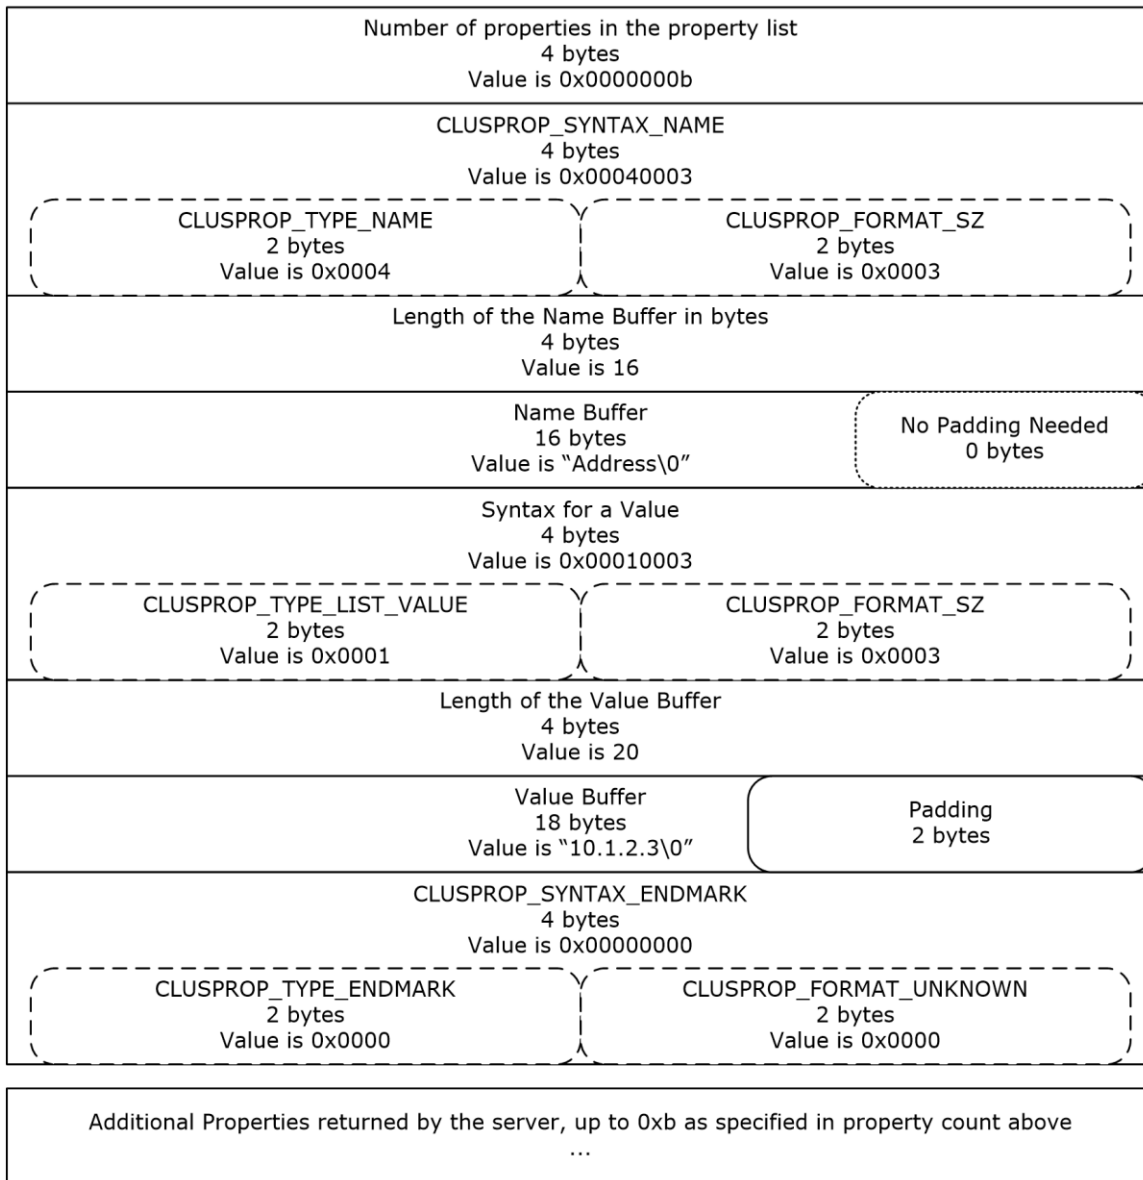 Number of properties in the property list
4 bytes
Value is 0x0000000b
CLUSPROP_SYNTAX_NAME
4 bytes
Value is 0x00040003
CLUSPROP_TYPE_NAME
2 bytes
Value is 0x0004
CLUSPROP_FORMAT_SZ
2 bytes
Value is 0x0003
Length of the Name Buffer in bytes
4 bytes
Value is 16
Name Buffer
16 bytes
Value is “Address\0”
No Padding Needed
0 bytes
Syntax for a Value
4 bytes
Value is 0x00010003
CLUSPROP_TYPE_LIST_VALUE
2 bytes
Value is 0x0001
CLUSPROP_FORMAT_SZ
2 bytes
Value is 0x0003
Length of the Value Buffer
4 bytes
Value is 20
Value Buffer
18 bytes
Value is “10.1.2.3\0”
Padding
2 bytes
CLUSPROP_SYNTAX_ENDMARK
4 bytes
Value is 0x00000000
CLUSPROP_TYPE_ENDMARK
2 bytes
Value is 0x0000
CLUSPROP_FORMAT_UNKNOWN
2 bytes
Value is 0x0000
Additional Properties returned by the server, up to 0xb as specified in property count above
...